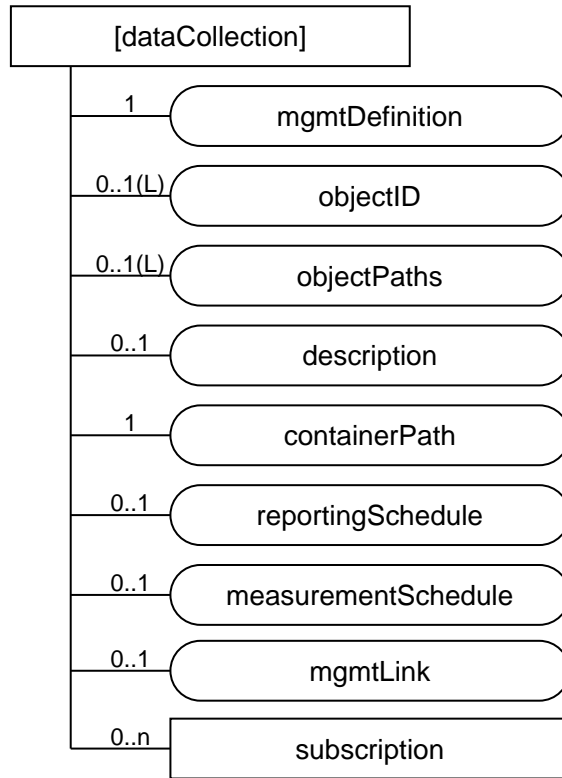 [dataCollection]
1
mgmtDefinition
0..1(L)
objectID
0..1(L)
objectPaths
0..1
description
1
containerPath
0..1
reportingSchedule
0..1
measurementSchedule
0..1
mgmtLink
0..n
subscription